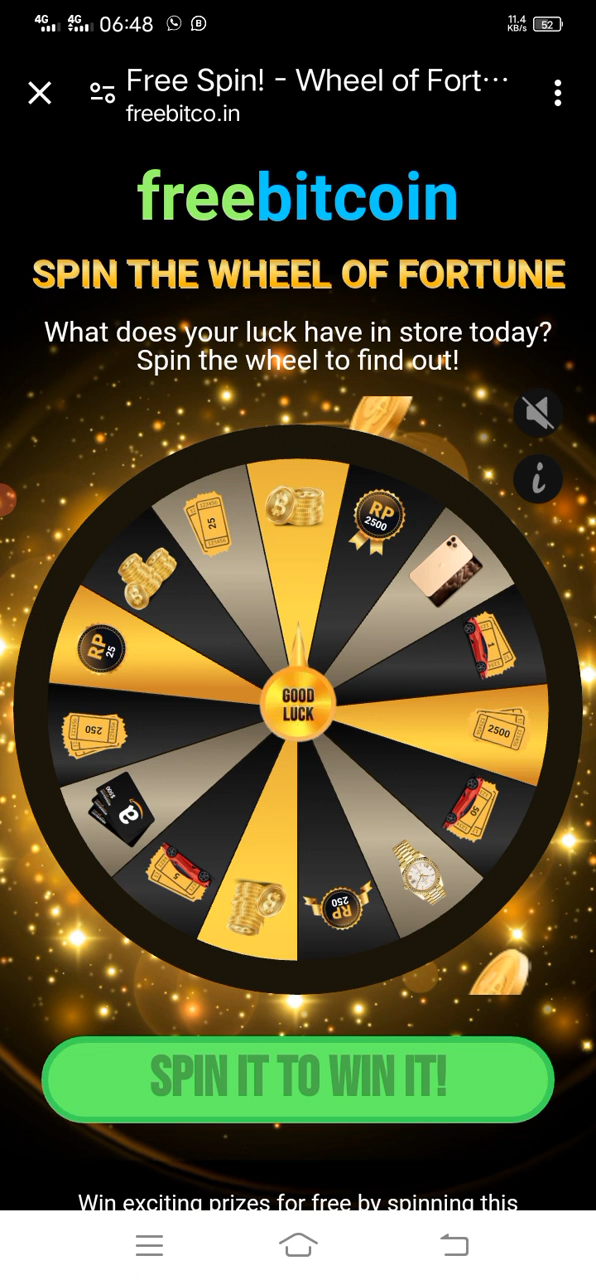 4G 4G 06:48 B 11.4 KB/s 52
Free Spin! - Wheel of Fort···
freebitco.in
freebitcoin
SPIN THE WHEEL OF FORTUNE
What does your luck have in store today?
Spin the wheel to find out!
i
RP
2500
25
1
RP
25
GOOD
LUCK
250
2500
50
a
5
RP
250
SPIN IT TO WIN IT!
Win exciting prizes for free by spinning this